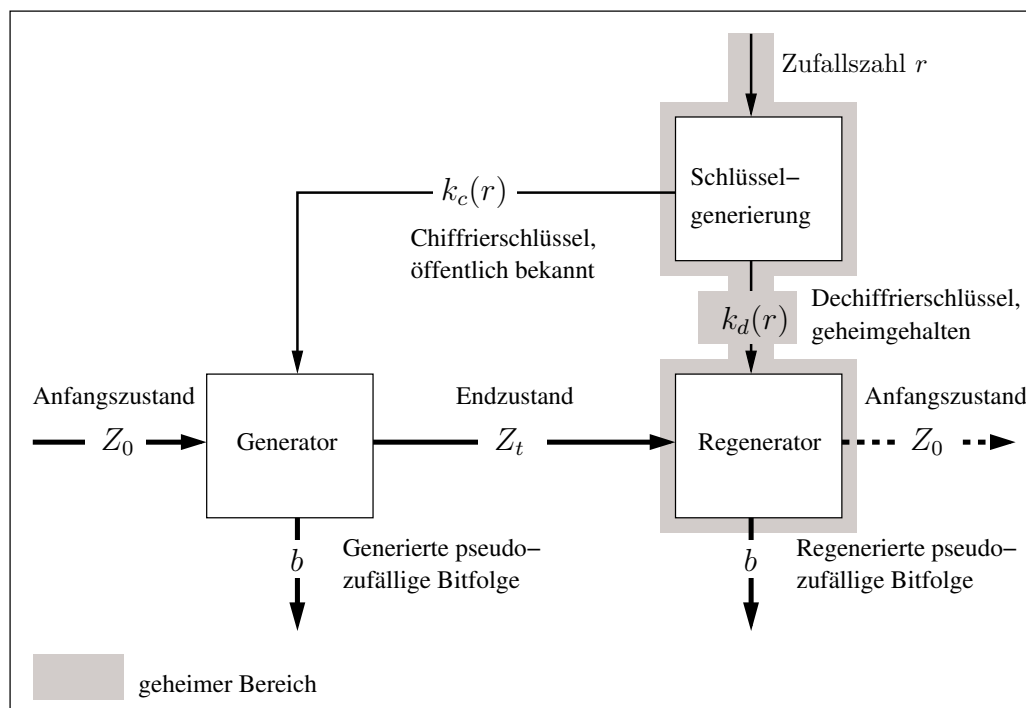 Zufallszahl r
Schlüssel–
generierung
k_c(r)
Chiffrierschlüssel,
öffentlich bekannt
k_d(r)
Dechiffrierschlüssel,
geheimgehalten
Anfangszustand
Z_0
Generator
Endzustand
Z_t
Regenerator
Anfangszustand
Z_0
b
Generierte pseudo–
zufällige Bitfolge
b
Regenerierte pseudo–
zufällige Bitfolge
geheimer Bereich